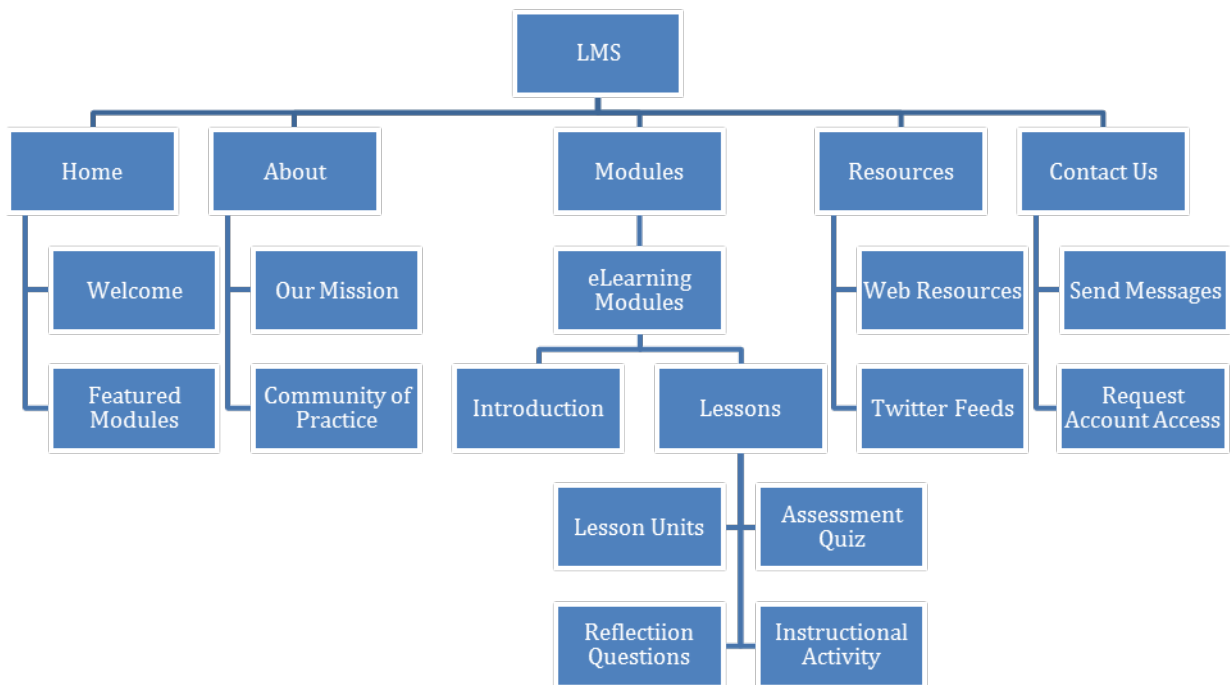 LMS
Home
About
Modules
Resources
Contact Us
Welcome
Our Mission
eLearning
Modules
Web Resources
Send Messages
Featured
Modules
Community of
Practice
Introduction
Lessons
Twitter Feeds
Request
Account Access
Lesson Units
Assessment
Quiz
Reflectiion
Questions
Instructional
Activity